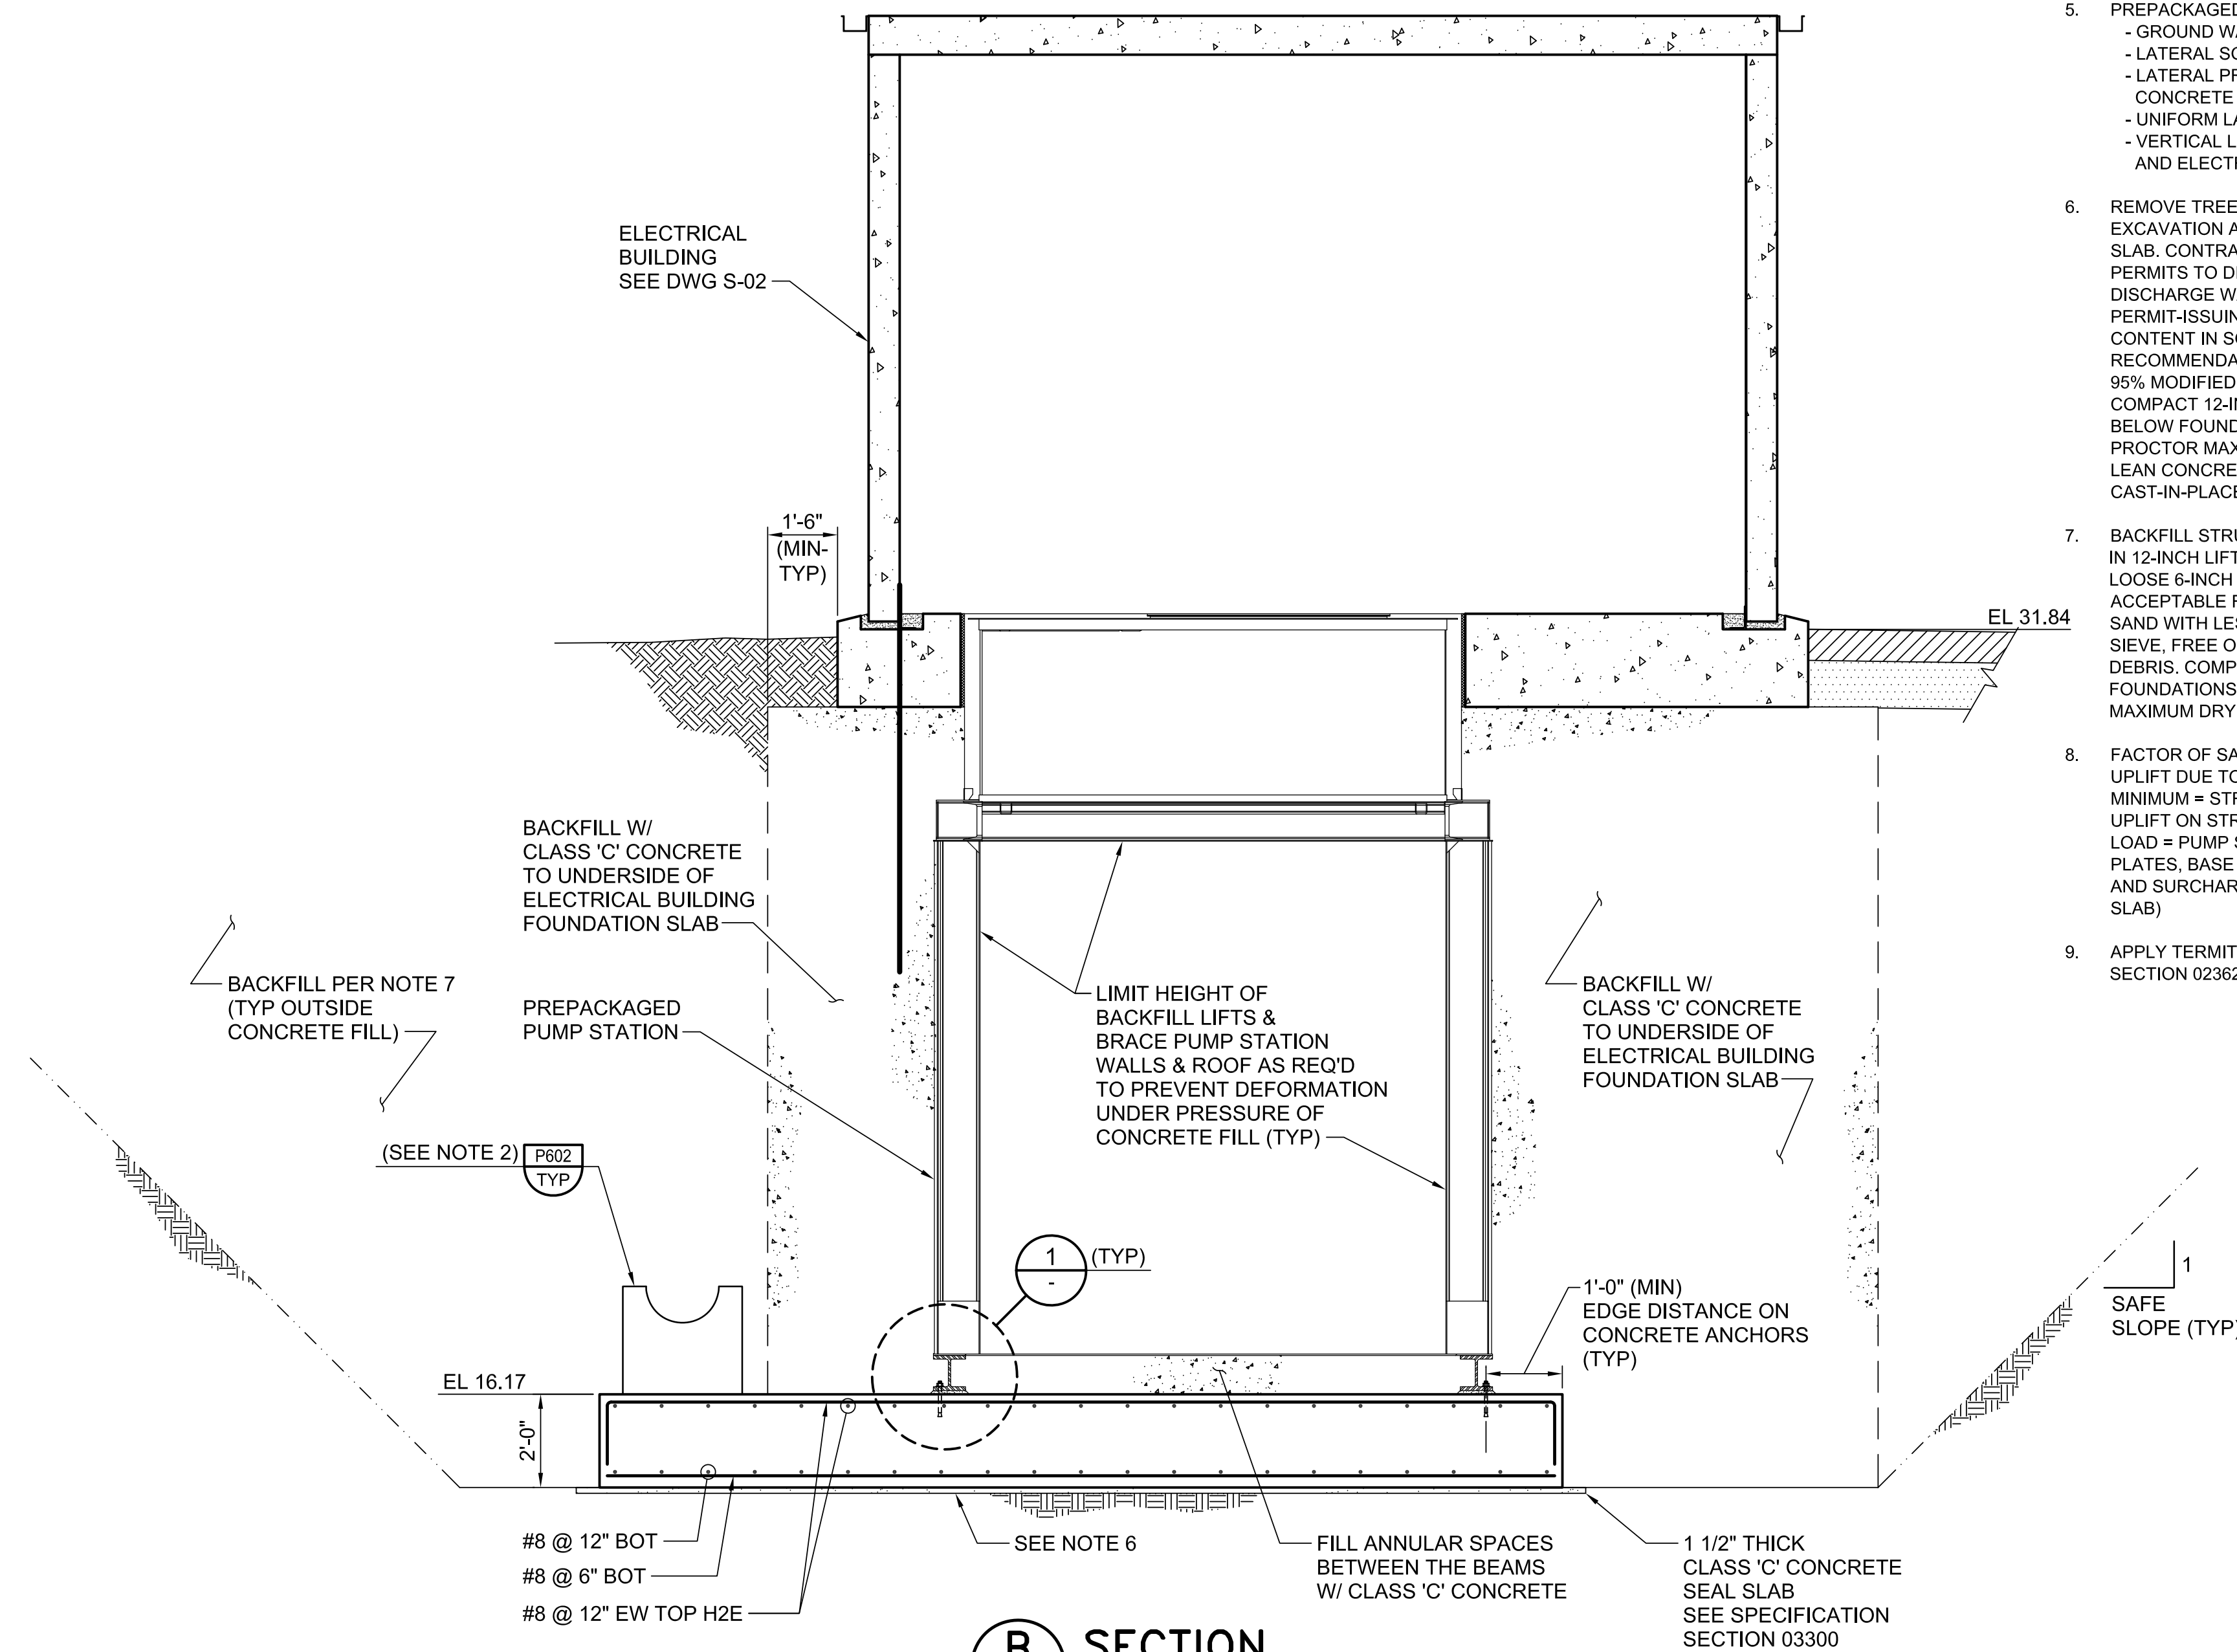 ELECTRICAL
BUILDING
SEE DWG S-02
1'-6"
(MIN-
TYP)
EL 31.84
BACKFILL W/
CLASS 'C' CONCRETE
TO UNDERSIDE OF
ELECTRICAL BUILDING
FOUNDATION SLAB
BACKFILL PER NOTE 7
(TYP OUTSIDE
CONCRETE FILL)
PREPACKAGED
PUMP STATION
LIMIT HEIGHT OF
BACKFILL LIFTS &
BRACE PUMP STATION
WALLS & ROOF AS REQ'D
TO PREVENT DEFORMATION
UNDER PRESSURE OF
CONCRETE FILL (TYP)
BACKFILL W/
CLASS 'C' CONCRETE
TO UNDERSIDE OF
ELECTRICAL BUILDING
FOUNDATION SLAB
(SEE NOTE 2)
P602
TYP
1
-
(TYP)
1'-0" (MIN)
EDGE DISTANCE ON
CONCRETE ANCHORS
(TYP)
1
SAFE
SLOPE (TYP)
EL 16.17
2'-0"
#8 @ 12" BOT
#8 @ 6" BOT
#8 @ 12" EW TOP H2E
SEE NOTE 6
FILL ANNULAR SPACES
BETWEEN THE BEAMS
W/ CLASS 'C' CONCRETE
1 1/2" THICK
CLASS 'C' CONCRETE
SEAL SLAB
SEE SPECIFICATION
SECTION 03300
B SECTION
5. PREPACKAGED
- GROUND WA
- LATERAL SO
- LATERAL PR
CONCRETE
- UNIFORM LA
- VERTICAL L
AND ELECTR
6. REMOVE TREE
EXCAVATION A
SLAB. CONTRA
PERMITS TO D
DISCHARGE WA
PERMIT-ISSUIN
CONTENT IN SO
RECOMMENDA
95% MODIFIED
COMPACT 12-IN
BELOW FOUND
PROCTOR MAX
LEAN CONCRE
CAST-IN-PLACE
7. BACKFILL STRU
IN 12-INCH LIFT
LOOSE 6-INCH
ACCEPTABLE F
SAND WITH LES
SIEVE, FREE O
DEBRIS. COMP
FOUNDATIONS
MAXIMUM DRY
8. FACTOR OF SA
UPLIFT DUE TO
MINIMUM = STR
UPLIFT ON STR
LOAD = PUMP S
PLATES, BASE
AND SURCHAR
SLAB)
9. APPLY TERMIT
SECTION 02362